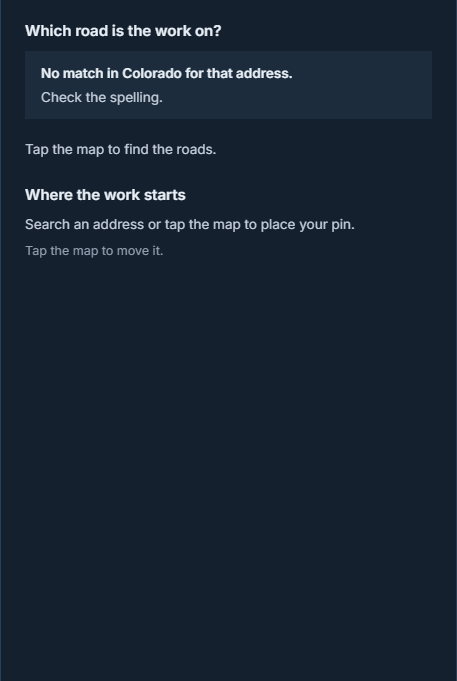 Which road is the work on?
No match in Colorado for that address.
Check the spelling.
Tap the map to find the roads.
Where the work starts
Search an address or tap the map to place your pin.
Tap the map to move it.